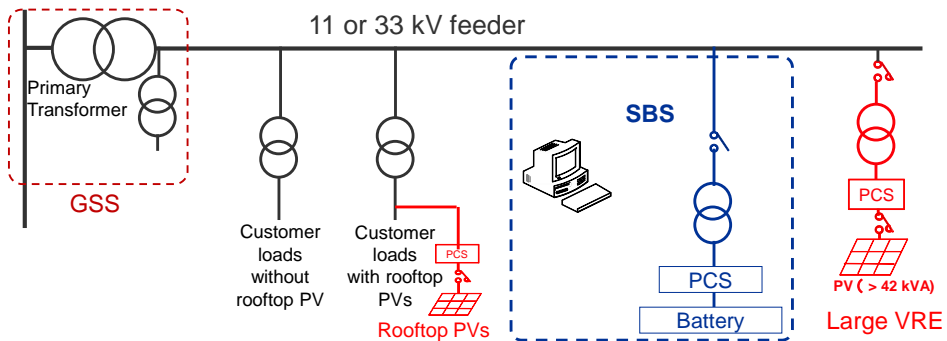 11 or 33 kV feeder
Primary
Transformer
GSS
Customer
loads
without
rooftop PV
Customer
loads
with rooftop
PVs
PCS
Rooftop PVs
SBS
PCS
Battery
PCS
PV ( > 42 kVA)
Large VRE